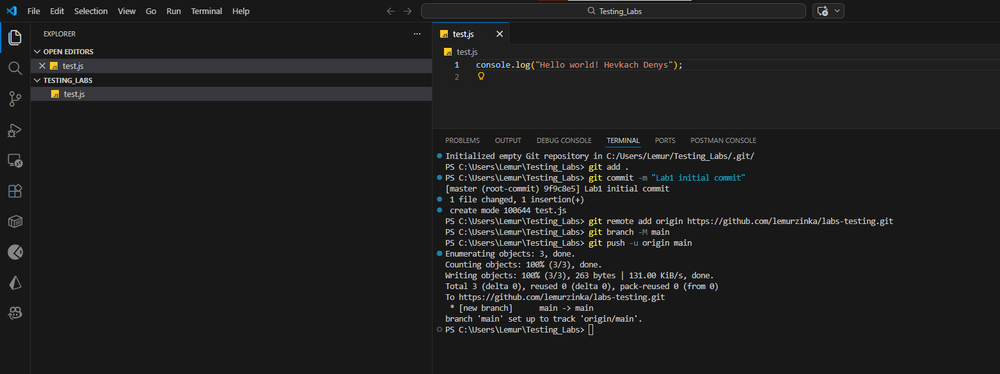 File Edit Selection View Go Run Terminal Help
Testing_Labs
EXPLORER
OPEN EDITORS
JS test.js
TESTING_LABS
JS test.js
JS test.js
JS test.js
1 console.log("Hello world! Hevkach Denys");
2
PROBLEMS OUTPUT DEBUG CONSOLE TERMINAL PORTS POSTMAN CONSOLE
Initialized empty Git repository in C:/Users/Lemur/Testing_Labs/.git/
PS C:\Users\Lemur\Testing_Labs> git add .
PS C:\Users\Lemur\Testing_Labs> git commit -m "Lab1 initial commit"
[master (root-commit) 9f9c8e5] Lab1 initial commit
1 file changed, 1 insertion(+)
create mode 100644 test.js
PS C:\Users\Lemur\Testing_Labs> git remote add origin https://github.com/lemurzinka/labs-testing.git
PS C:\Users\Lemur\Testing_Labs> git branch -M main
PS C:\Users\Lemur\Testing_Labs> git push -u origin main
Enumerating objects: 3, done.
Counting objects: 100% (3/3), done.
Writing objects: 100% (3/3), 263 bytes | 131.00 KiB/s, done.
Total 3 (delta 0), reused 0 (delta 0), pack-reused 0 (from 0)
To https://github.com/lemurzinka/labs-testing.git
* [new branch] main -> main
branch 'main' set up to track 'origin/main'.
PS C:\Users\Lemur\Testing_Labs>